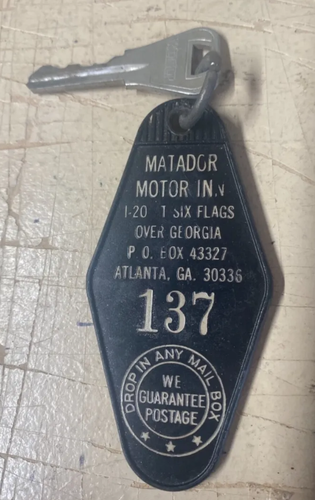 MATADOR
MOTOR INN
I-20 T SIX FLAGS
OVER GEORGIA
P.O. BOX 43327
ATLANTA, GA. 30336
137
DROP IN ANY MAIL BOX
WE
GUARANTEE
POSTAGE